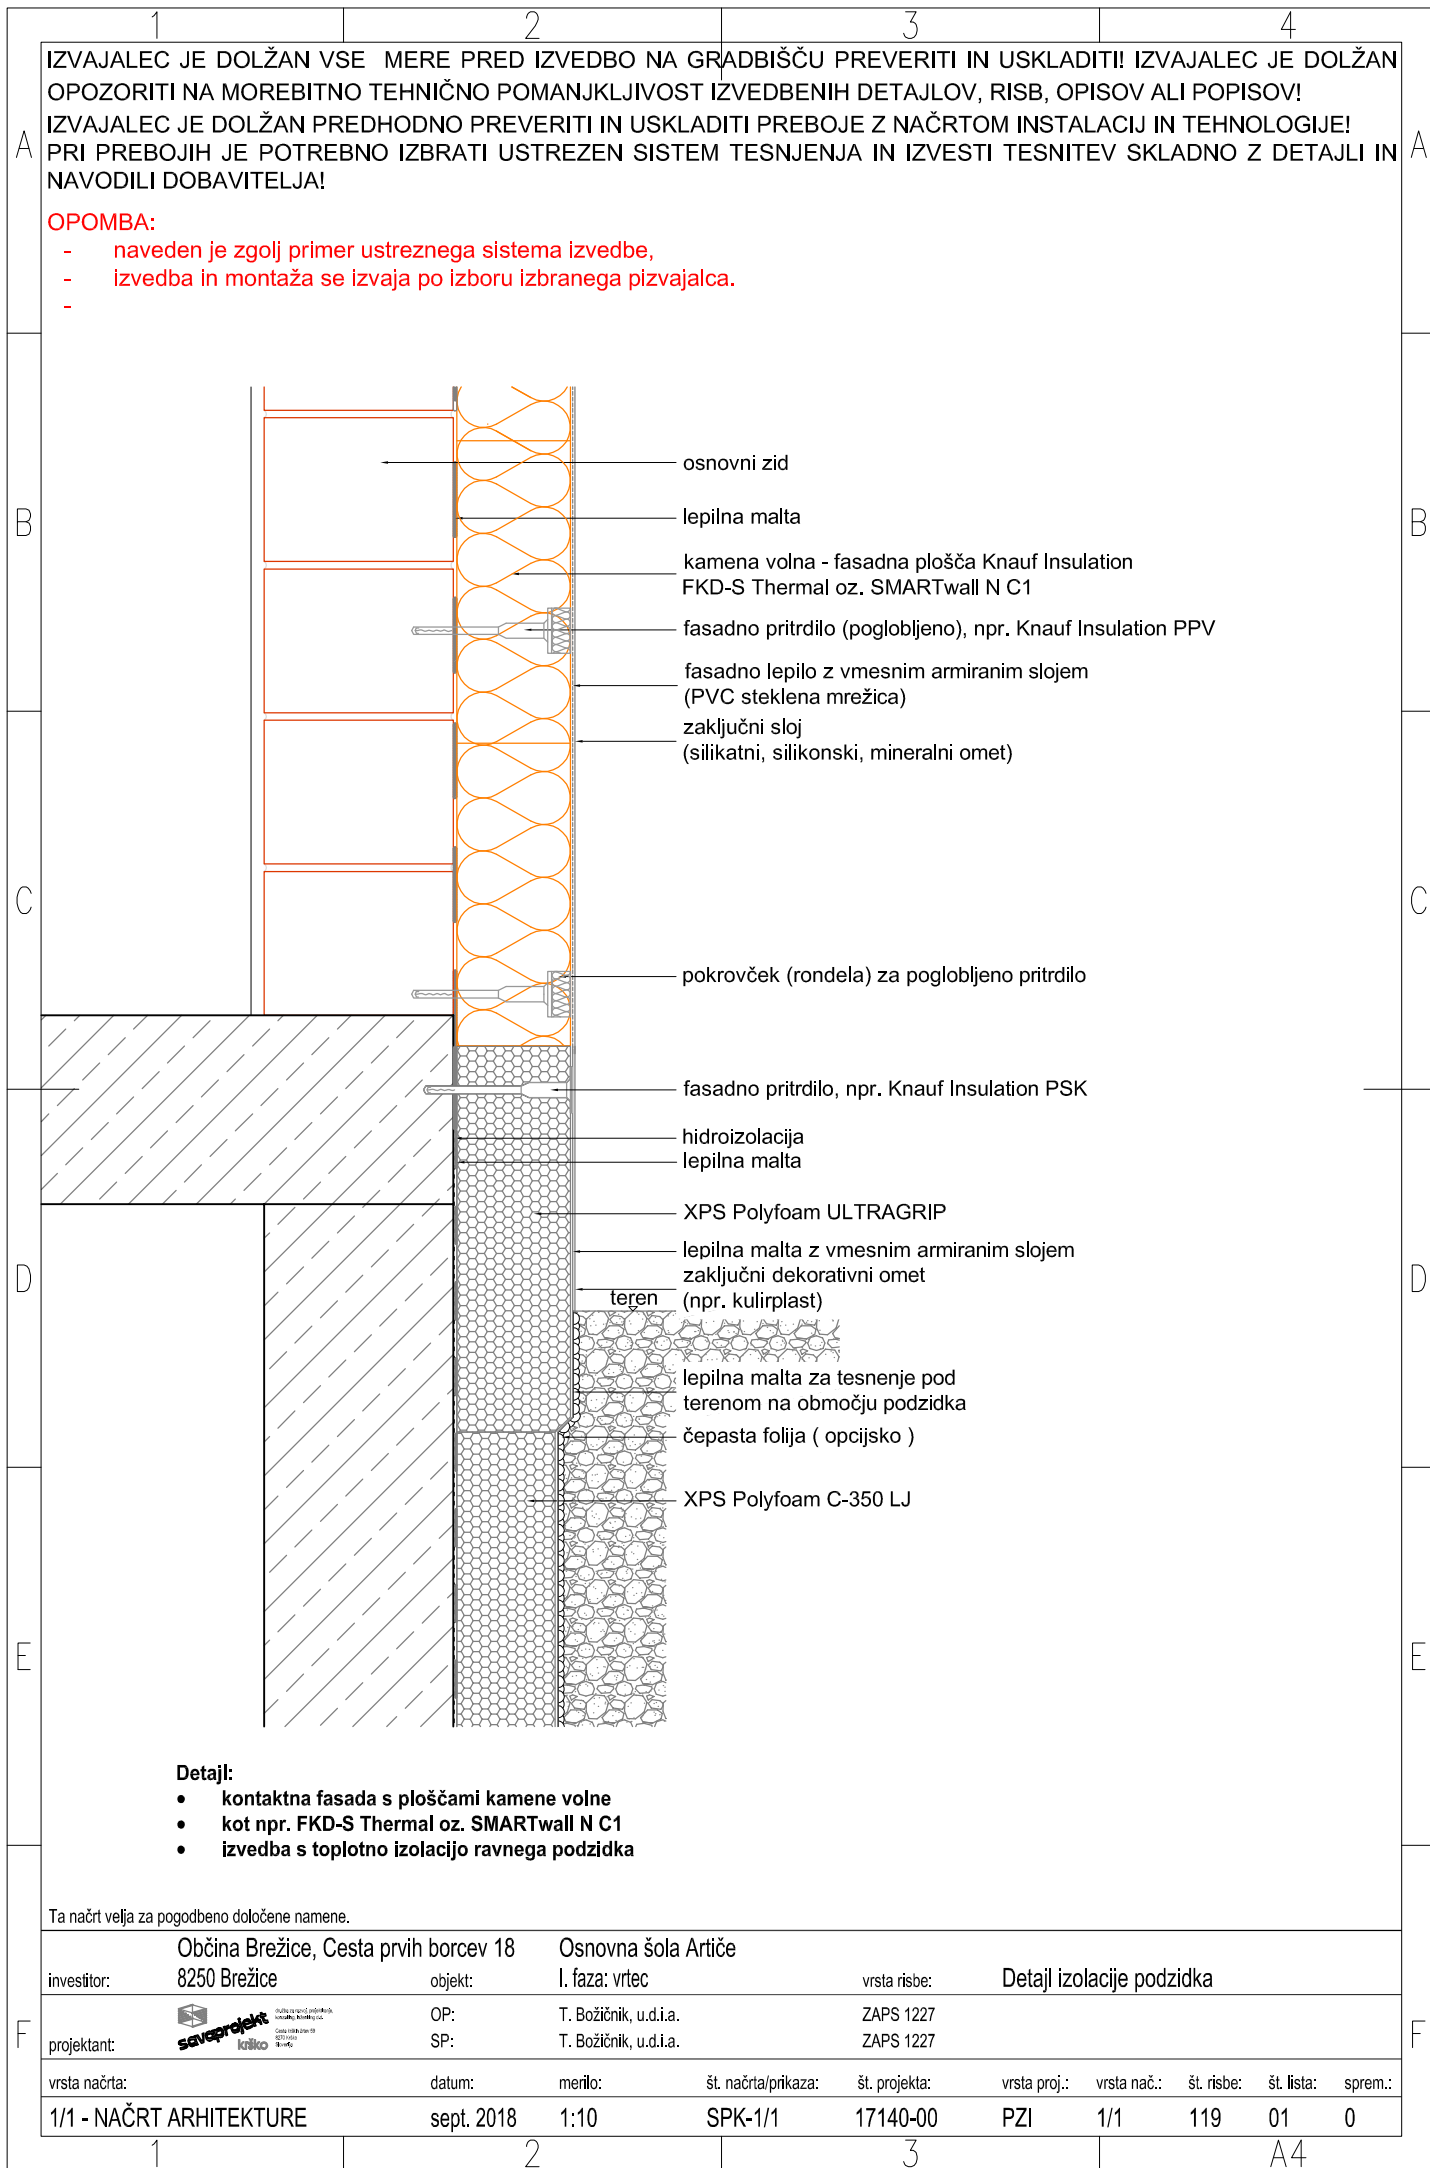 1 2 3 4
IZVAJALEC JE DOLŽAN VSE MERE PRED IZVEDBO NA GRADBIŠČU PREVERITI IN USKLADITI! IZVAJALEC JE DOLŽAN
OPOZORITI NA MOREBITNO TEHNIČNO POMANJKLJIVOST IZVEDBENIH DETAJLOV, RISB, OPISOV ALI POPISOV!
IZVAJALEC JE DOLŽAN PREDHODNO PREVERITI IN USKLADITI PREBOJE Z NAČRTOM INSTALACIJ IN TEHNOLOGIJE!
A A
PRI PREBOJIH JE POTREBNO IZBRATI USTREZEN SISTEM TESNJENJA IN IZVESTI TESNITEV SKLADNO Z DETAJLI IN
NAVODILI DOBAVITELJA!
OPOMBA:
- naveden je zgolj primer ustreznega sistema izvedbe,
- izvedba in montaža se izvaja po izboru izbranega pizvajalca.
-
osnovni zid
B B
lepilna malta
kamena volna - fasadna plošča Knauf Insulation
FKD-S Thermal oz. SMARTwall N C1
fasadno pritrdilo (poglobljeno), npr. Knauf Insulation PPV
fasadno lepilo z vmesnim armiranim slojem
(PVC steklena mrežica)
zaključni sloj
(silikatni, silikonski, mineralni omet)
C C
pokrovček (rondela) za poglobljeno pritrdilo
fasadno pritrdilo, npr. Knauf Insulation PSK
hidroizolacija
lepilna malta
XPS Polyfoam ULTRAGRIP
lepilna malta z vmesnim armiranim slojem
D D
zaključni dekorativni omet
(npr. kulirplast)
teren
lepilna malta za tesnenje pod
terenom na območju podzidka
čepasta folija ( opcijsko )
XPS Polyfoam C-350 LJ
E E
Detajl:
• kontaktna fasada s ploščami kamene volne
• kot npr. FKD-S Thermal oz. SMARTwall N C1
• izvedba s toplotno izolacijo ravnega podzidka
Ta načrt velja za pogodbeno določene namene.
Občina Brežice, Cesta prvih borcev 18 Osnovna šola Artiče
investitor: 8250 Brežice objekt: I. faza: vrtec vrsta risbe: Detajl izolacije podzidka
savaprojekt
krško
OP: T. Božičnik, u.d.i.a. ZAPS 1227
F F
projektant: SP: T. Božičnik, u.d.i.a. ZAPS 1227
vrsta načrta: datum: merilo: št. načrta/prikaza: št. projekta: vrsta proj.: vrsta nač.: št. risbe: št. lista: sprem.:
1/1 - NAČRT ARHITEKTURE sept. 2018 1:10 SPK-1/1 17140-00 PZI 1/1 119 01 0
1 2 3 A4